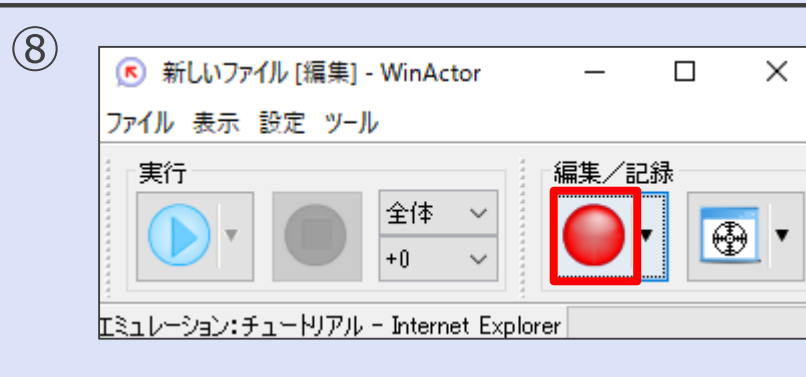 ⑧
新しいファイル [編集] - WinActor
ファイル 表示 設定 ツール
実行
編集／記録
全体
+0
エミュレーション:チュートリアル - Internet Explorer